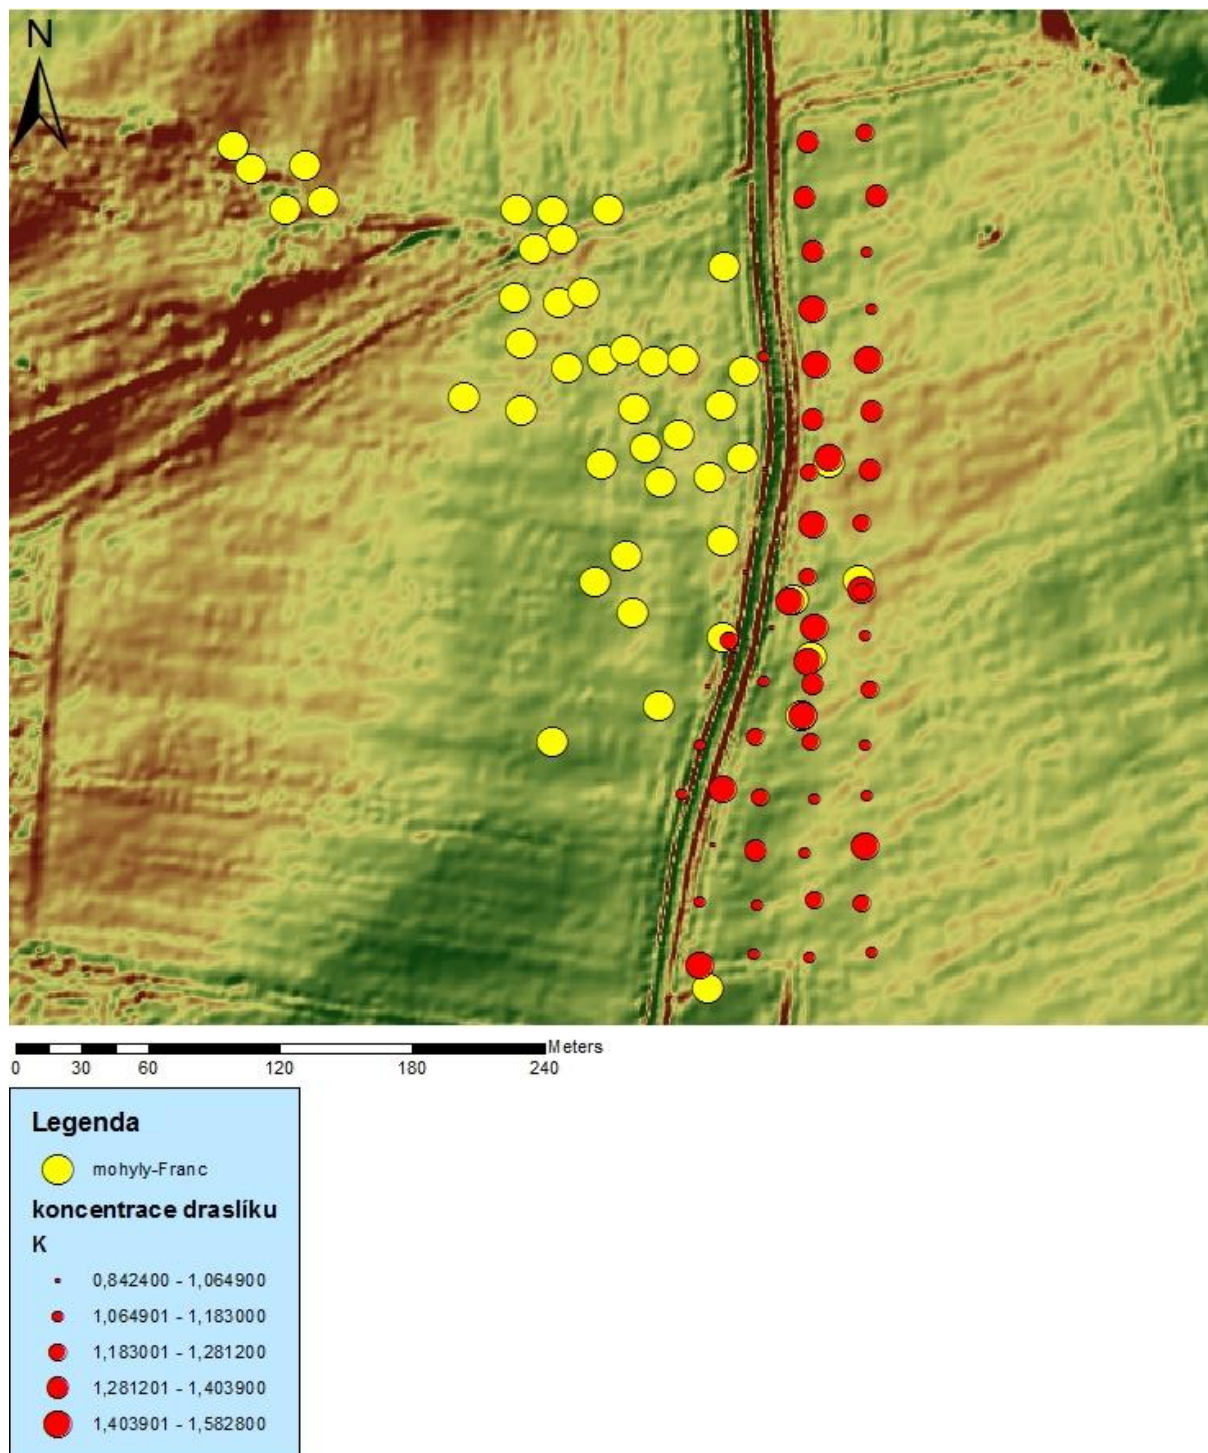 N
Meters
0 30 60 120 180 240
Legenda
mohyly-Franc
koncentrace draslíku
K
0,842400 - 1,064900
1,064901 - 1,183000
1,183001 - 1,281200
1,281201 - 1,403900
1,403901 - 1,582800